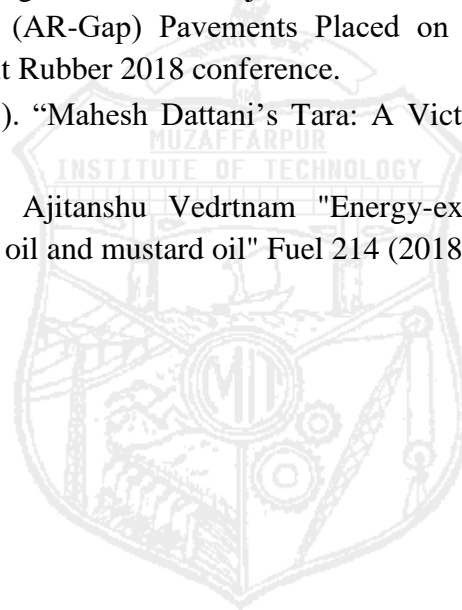 (AR-Gap) Pavements Placed on
t Rubber 2018 conference.
). “Mahesh Dattani’s Tara: A Vict
MUZAFFARPUR
INSTITUTE OF TECHNOLOGY
Ajitanshu Vedrtnam "Energy-ex
oil and mustard oil" Fuel 214 (2018
MIT